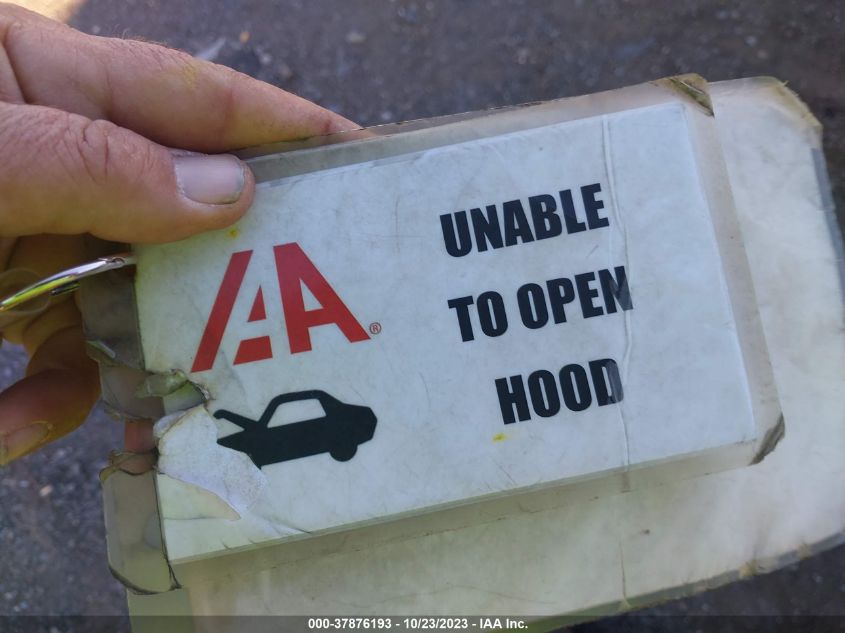 IAA®
UNABLE
TO OPEN
HOOD
000-37876193 - 10/23/2023 - IAA Inc.